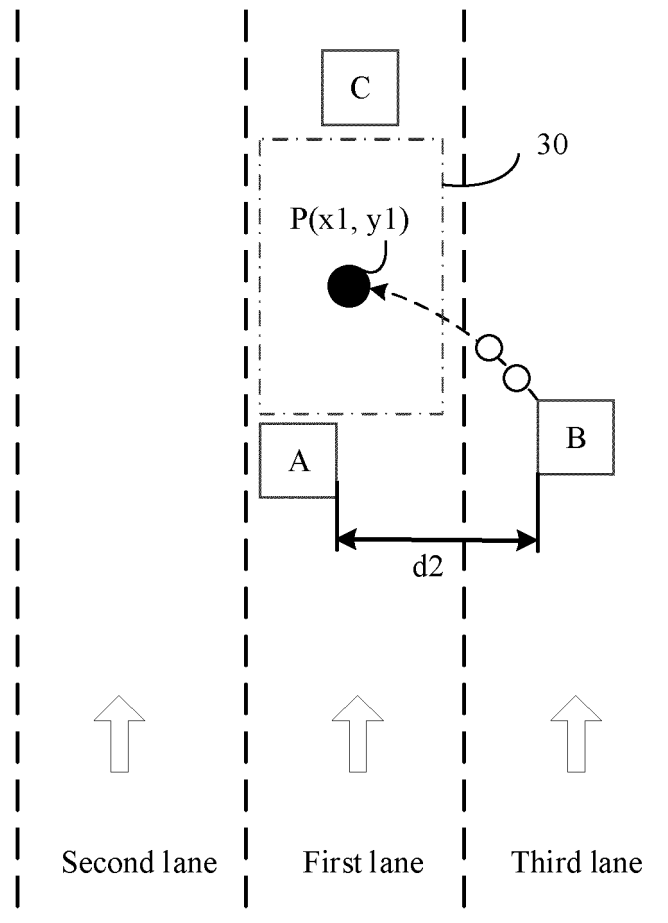 C
30
P(x1, y1)
A
B
d2
Second lane
First lane
Third lane